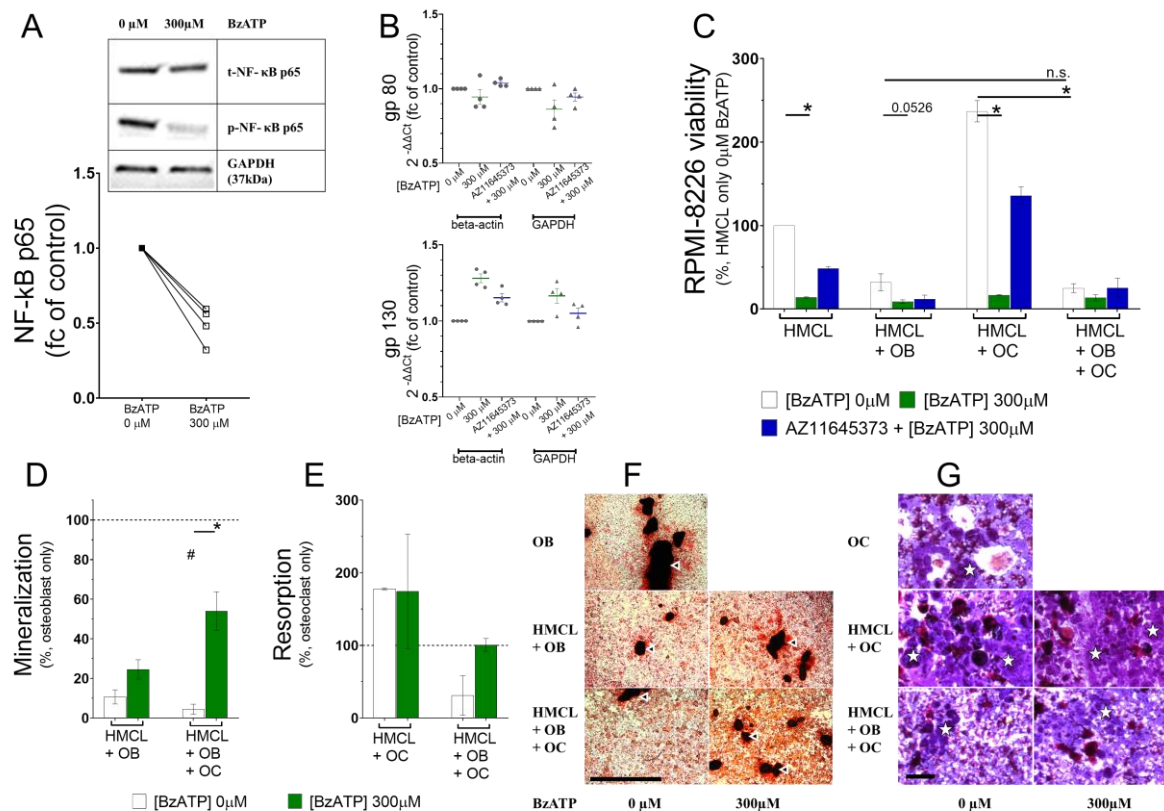 A
0 µM 300µM BzATP
t-NF- κB p65
p-NF- κB p65
GAPDH
(37kDa)
NF-kB p65
(fc of control)
1.5
1.0
0.5
0.0
BzATP
0 µM
BzATP
300 µM
B
gp 80
2 -ΔΔCt (fc of control)
1.5
1.0
0.5
[BzATP]
0 µM
300 µM
AZ11645373
+ 300 µM
0 µM
300 µM
AZ11645373
+ 300 µM
beta-actin
GAPDH
gp 130
2 -ΔΔCt (fc of control)
1.5
1.0
0.5
[BzATP]
0 µM
300 µM
AZ11645373
+ 300 µM
0 µM
300 µM
AZ11645373
+ 300 µM
beta-actin
GAPDH
C
RPMI-8226 viability
(%, HMCL only 0µM BzATP)
300
200
100
0
*
0.0526
*
*
n.s.
HMCL
HMCL
+ OB
HMCL
+ OC
HMCL
+ OB
+ OC
[BzATP] 0µM
[BzATP] 300µM
AZ11645373 + [BzATP] 300µM
D
Mineralization
(%, osteoblast only)
100
80
60
40
20
0
#
*
HMCL
+ OB
HMCL
+ OB
+ OC
E
Resorption
(%, osteoclast only)
300
200
100
0
HMCL
+ OC
HMCL
+ OB
+ OC
[BzATP] 0µM
[BzATP] 300µM
F
OB
HMCL
+ OB
HMCL
+ OB
+ OC
BzATP 0 µM 300µM
G
OC
HMCL
+ OC
HMCL
+ OB
+ OC
0 µM 300µM